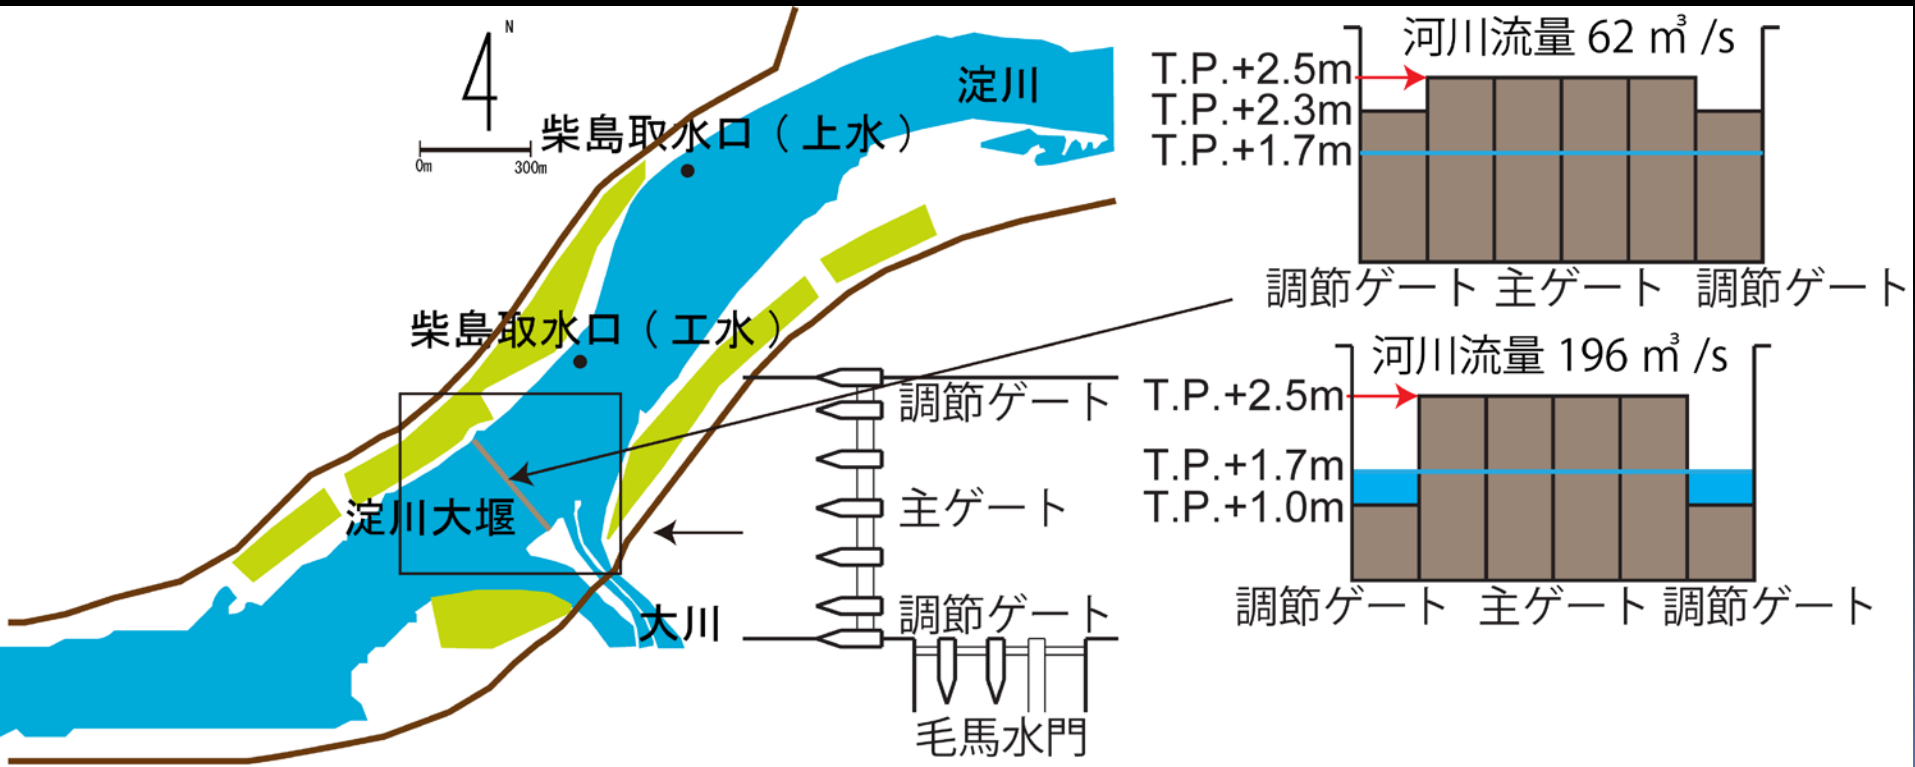 N
0m 300m
淀川
柴島取水口（上水）
柴島取水口（工水）
淀川大堰
大川
調節ゲート
主ゲート
調節ゲート
毛馬水門
河川流量 62 ㎥ /s
T.P.+2.5m
T.P.+2.3m
T.P.+1.7m
調節ゲート 主ゲート 調節ゲート
河川流量 196 ㎥ /s
T.P.+2.5m
T.P.+1.7m
T.P.+1.0m
調節ゲート 主ゲート 調節ゲート